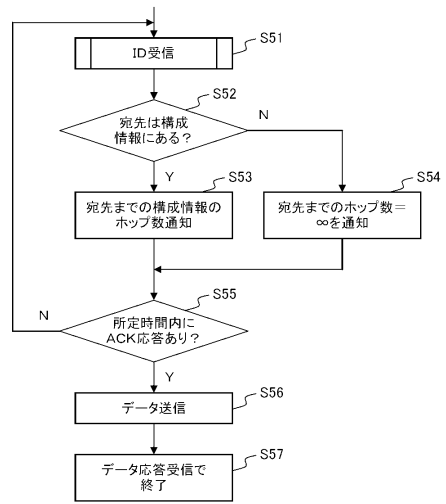 ID受信
S51
宛先は構成
情報にある？
S52
N
Y
S53
S54
宛先までの構成情報の
ホップ数通知
宛先までのホップ数＝
∞を通知
S55
N
所定時間内に
ACK応答あり？
Y
S56
データ送信
S57
データ応答受信で
終了